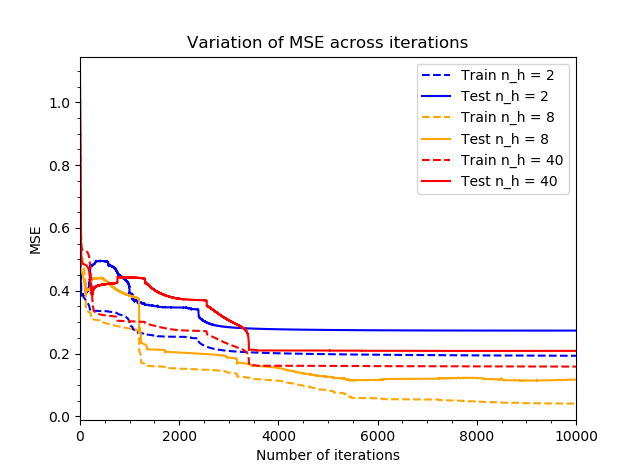 Variation of MSE across iterations
Train n_h = 2
Test n_h = 2
Train n_h = 8
Test n_h = 8
Train n_h = 40
Test n_h = 40
MSE
1.0
0.8
0.6
0.4
0.2
0.0
0 2000 4000 6000 8000 10000
Number of iterations